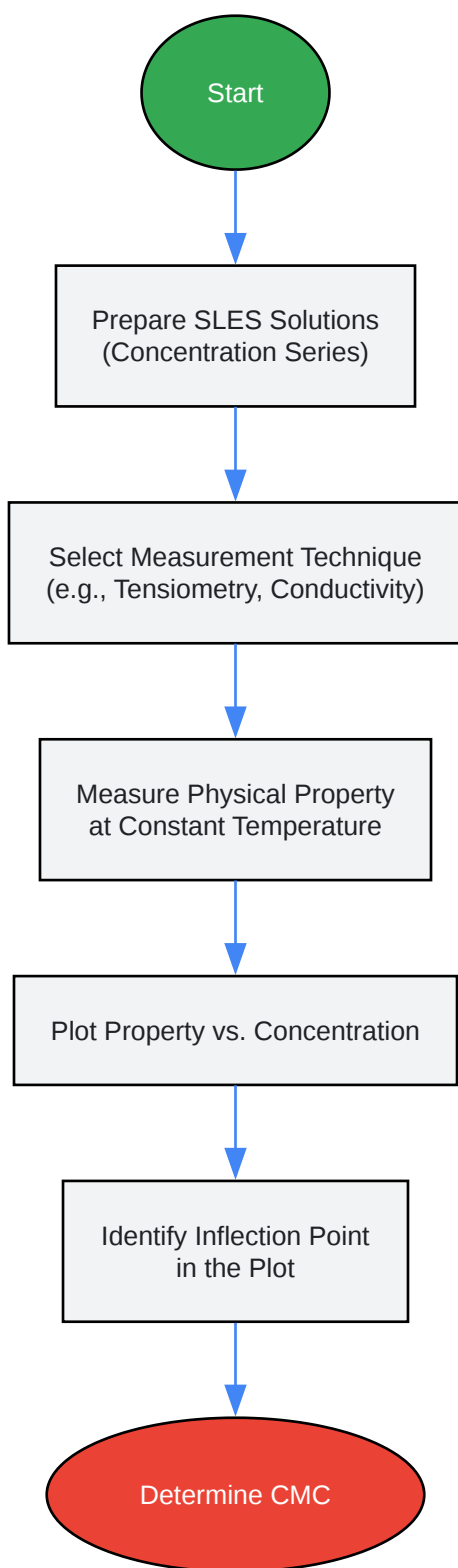 Start
Prepare SLES Solutions
(Concentration Series)
Select Measurement Technique
(e.g., Tensiometry, Conductivity)
Measure Physical Property
at Constant Temperature
Plot Property vs. Concentration
Identify Inflection Point
in the Plot
Determine CMC